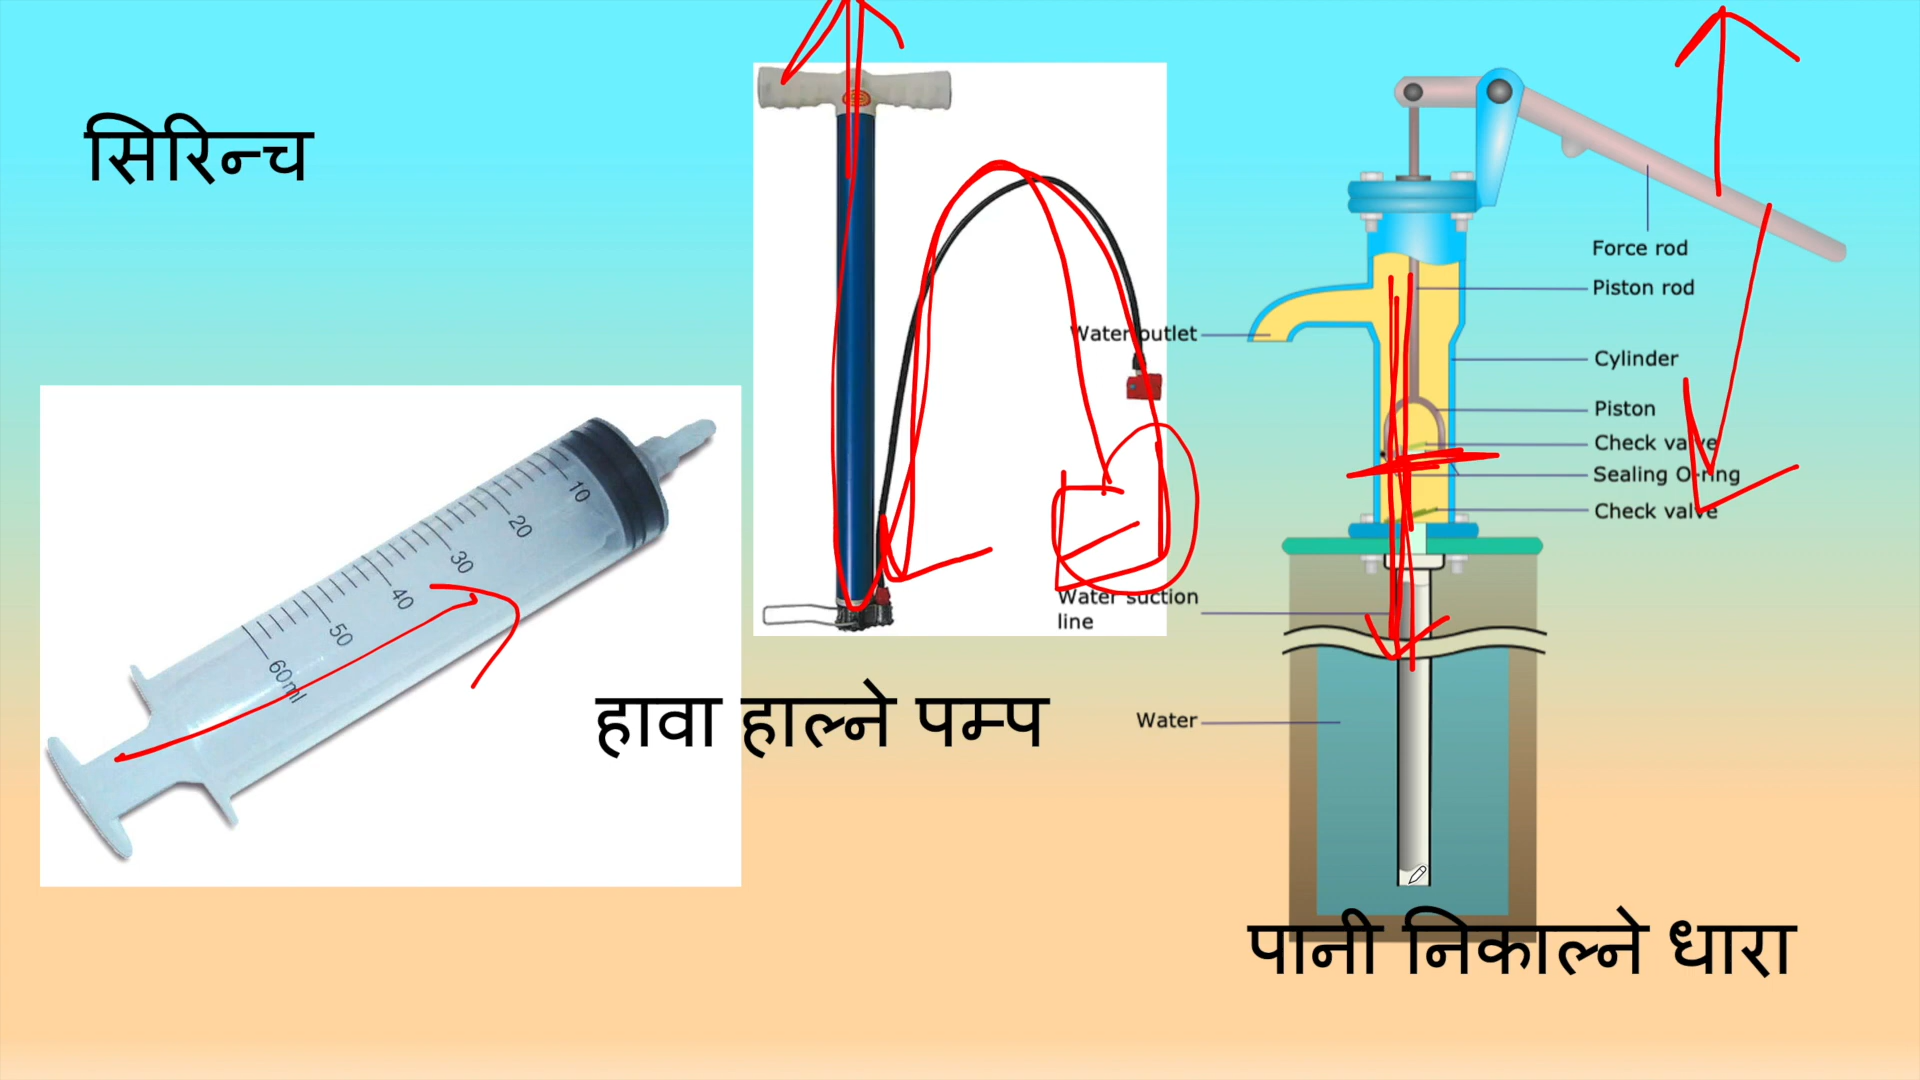 सिरिन्च
Force rod
Piston rod
Water outlet
Cylinder
Piston
Check valve
Sealing O-ring
Check valve
10
20
30
40
50
60ml
Water suction
line
हावा हाल्ने पम्प
Water
पानी निकाल्ने धारा